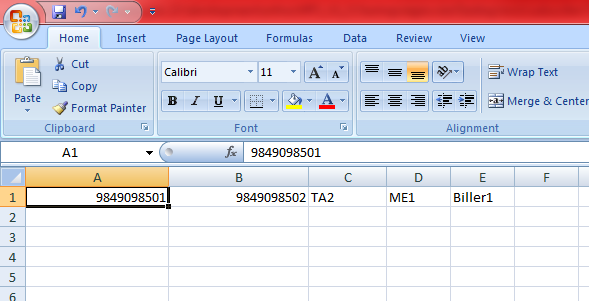 Home Insert Page Layout Formulas Data Review View
Cut
Copy
Format Painter
Paste
Clipboard
Calibri 11 A A
B I U A
Font
Wrap Text
Merge & Center
Alignment
A1 fx 9849098501
A B C D E F
1 9849098501 9849098502 TA2 ME1 Biller1
2
3
4
5
6